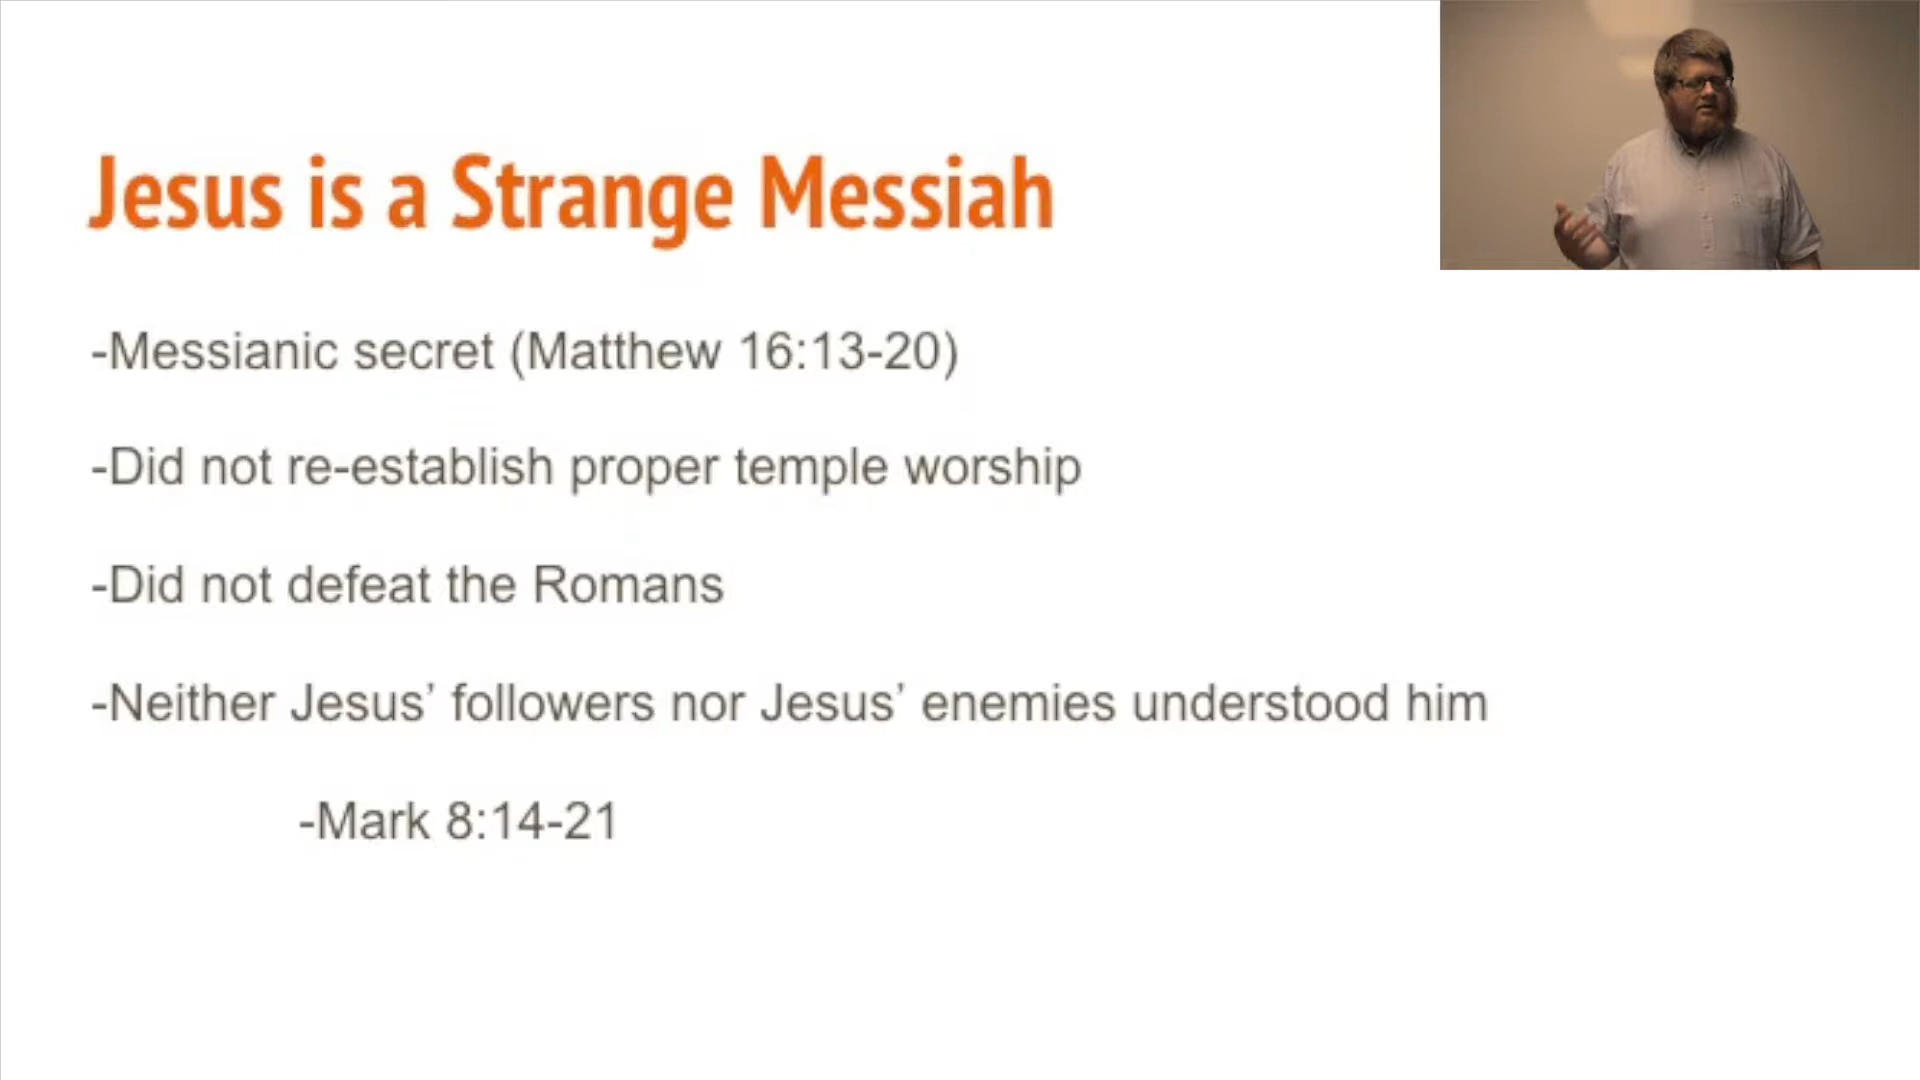 Jesus is a Strange Messiah
-Messianic secret (Matthew 16:13-20)
-Did not re-establish proper temple worship
-Did not defeat the Romans
-Neither Jesus’ followers nor Jesus’ enemies understood him
-Mark 8:14-21